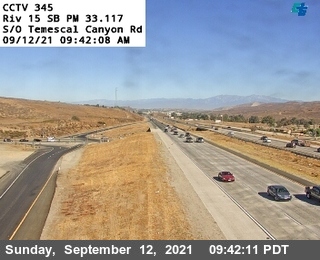 CCTV 345
Riv 15 SB PM 33.117
S/O Temescal Canyon Rd
09/12/21 09:42:08 AM
Sunday, September 12, 2021 09:42:11 PDT